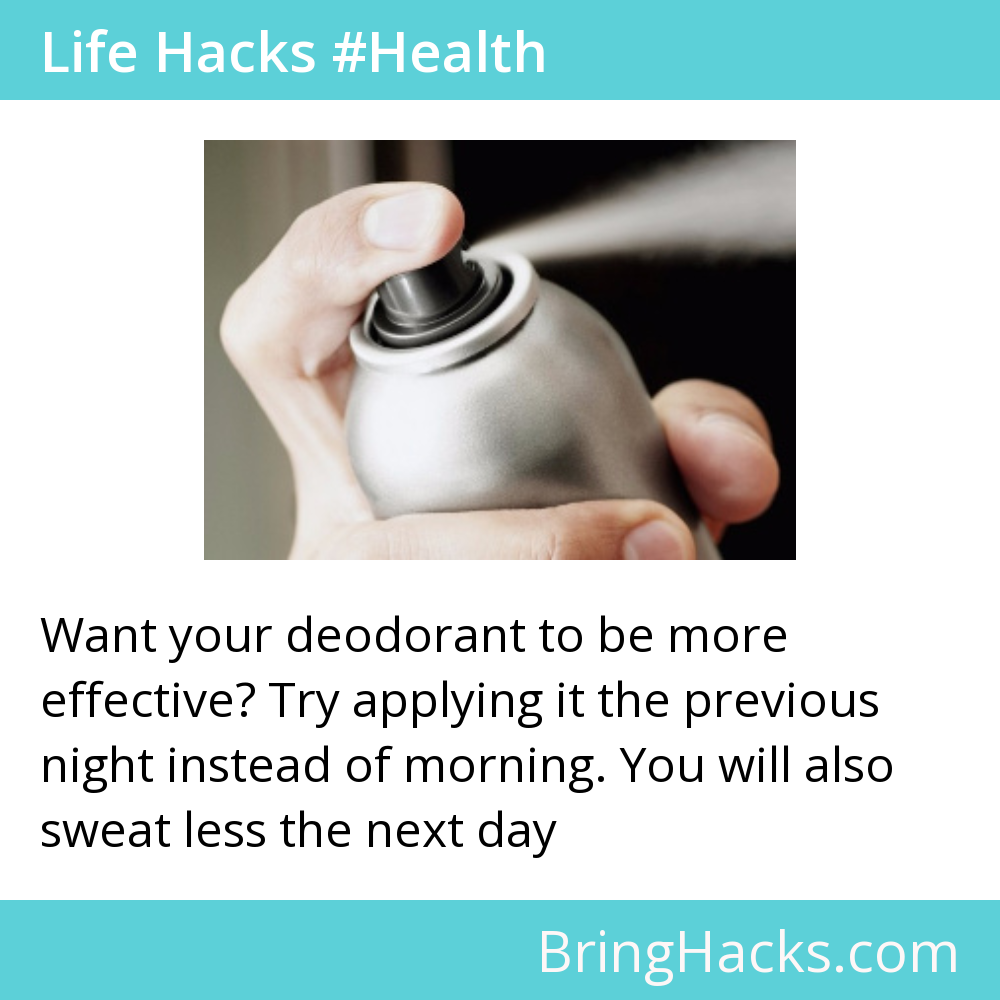 Life Hacks #Health
Want your deodorant to be more
effective? Try applying it the previous
night instead of morning. You will also
sweat less the next day
BringHacks.com